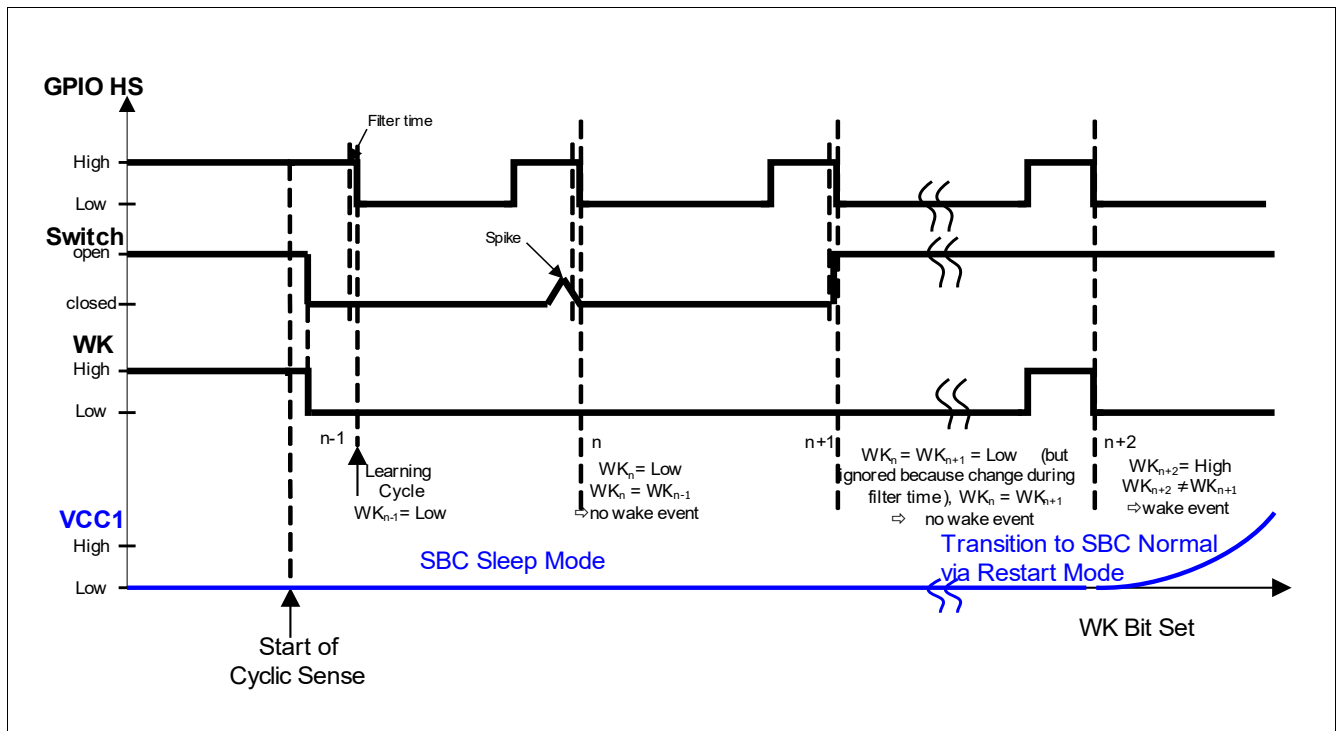 GPIO HS
Filter time
High
Low
Switch
open
Spike
closed
WK
High
Low
n-1
n
n+1
n+2
Learning
Cycle
WKn-1= Low
WKn = Low
WKn = WKn-1
⇨no wake event
WKn = WKn+1 = Low (but
ignored because change during
filter time), WKn = WKn+1
⇨ no wake event
WKn+2= High
WKn+2 ≠WKn+1
⇨wake event
VCC1
High
Low
SBC Sleep Mode
Transition to SBC Normal
via Restart Mode
Start of
Cyclic Sense
WK Bit Set